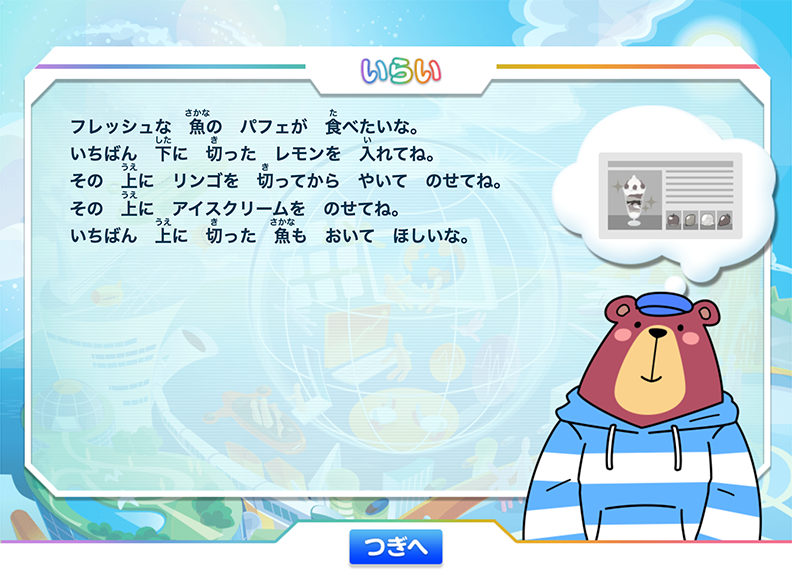 いらい
フレッシュな 魚の パフェが 食べたいな。
いちばん 下に 切った レモンを 入れてね。
その 上に リンゴを 切ってから やいて のせてね。
その 上に アイスクリームを のせてね。
いちばん 上に 切った 魚も おいて ほしいな。
つぎへ